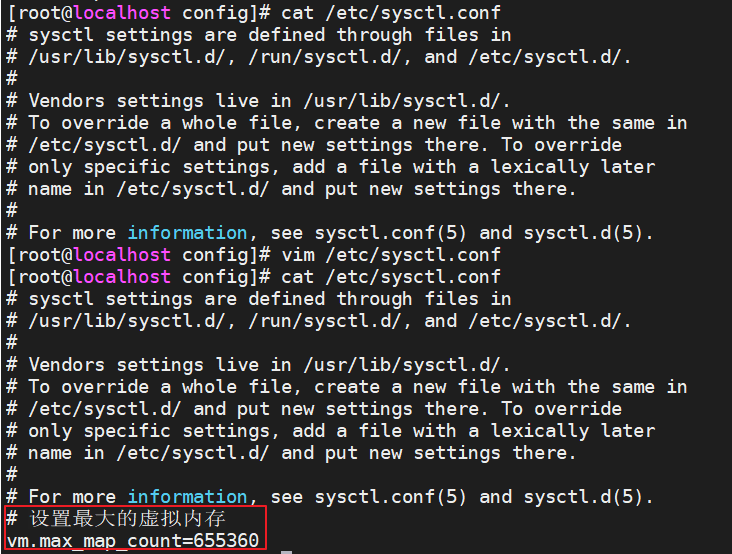 [root@localhost config]# cat /etc/sysctl.conf
# sysctl settings are defined through files in
# /usr/lib/sysctl.d/, /run/sysctl.d/, and /etc/sysctl.d/.
#
# Vendors settings live in /usr/lib/sysctl.d/.
# To override a whole file, create a new file with the same in
# /etc/sysctl.d/ and put new settings there. To override
# only specific settings, add a file with a lexically later
# name in /etc/sysctl.d/ and put new settings there.
#
# For more information, see sysctl.conf(5) and sysctl.d(5).
[root@localhost config]# vim /etc/sysctl.conf
[root@localhost config]# cat /etc/sysctl.conf
# sysctl settings are defined through files in
# /usr/lib/sysctl.d/, /run/sysctl.d/, and /etc/sysctl.d/.
#
# Vendors settings live in /usr/lib/sysctl.d/.
# To override a whole file, create a new file with the same in
# /etc/sysctl.d/ and put new settings there. To override
# only specific settings, add a file with a lexically later
# name in /etc/sysctl.d/ and put new settings there.
#
# For more information, see sysctl.conf(5) and sysctl.d(5).
# 设置最大的虚拟内存
vm.max_map_count=655360